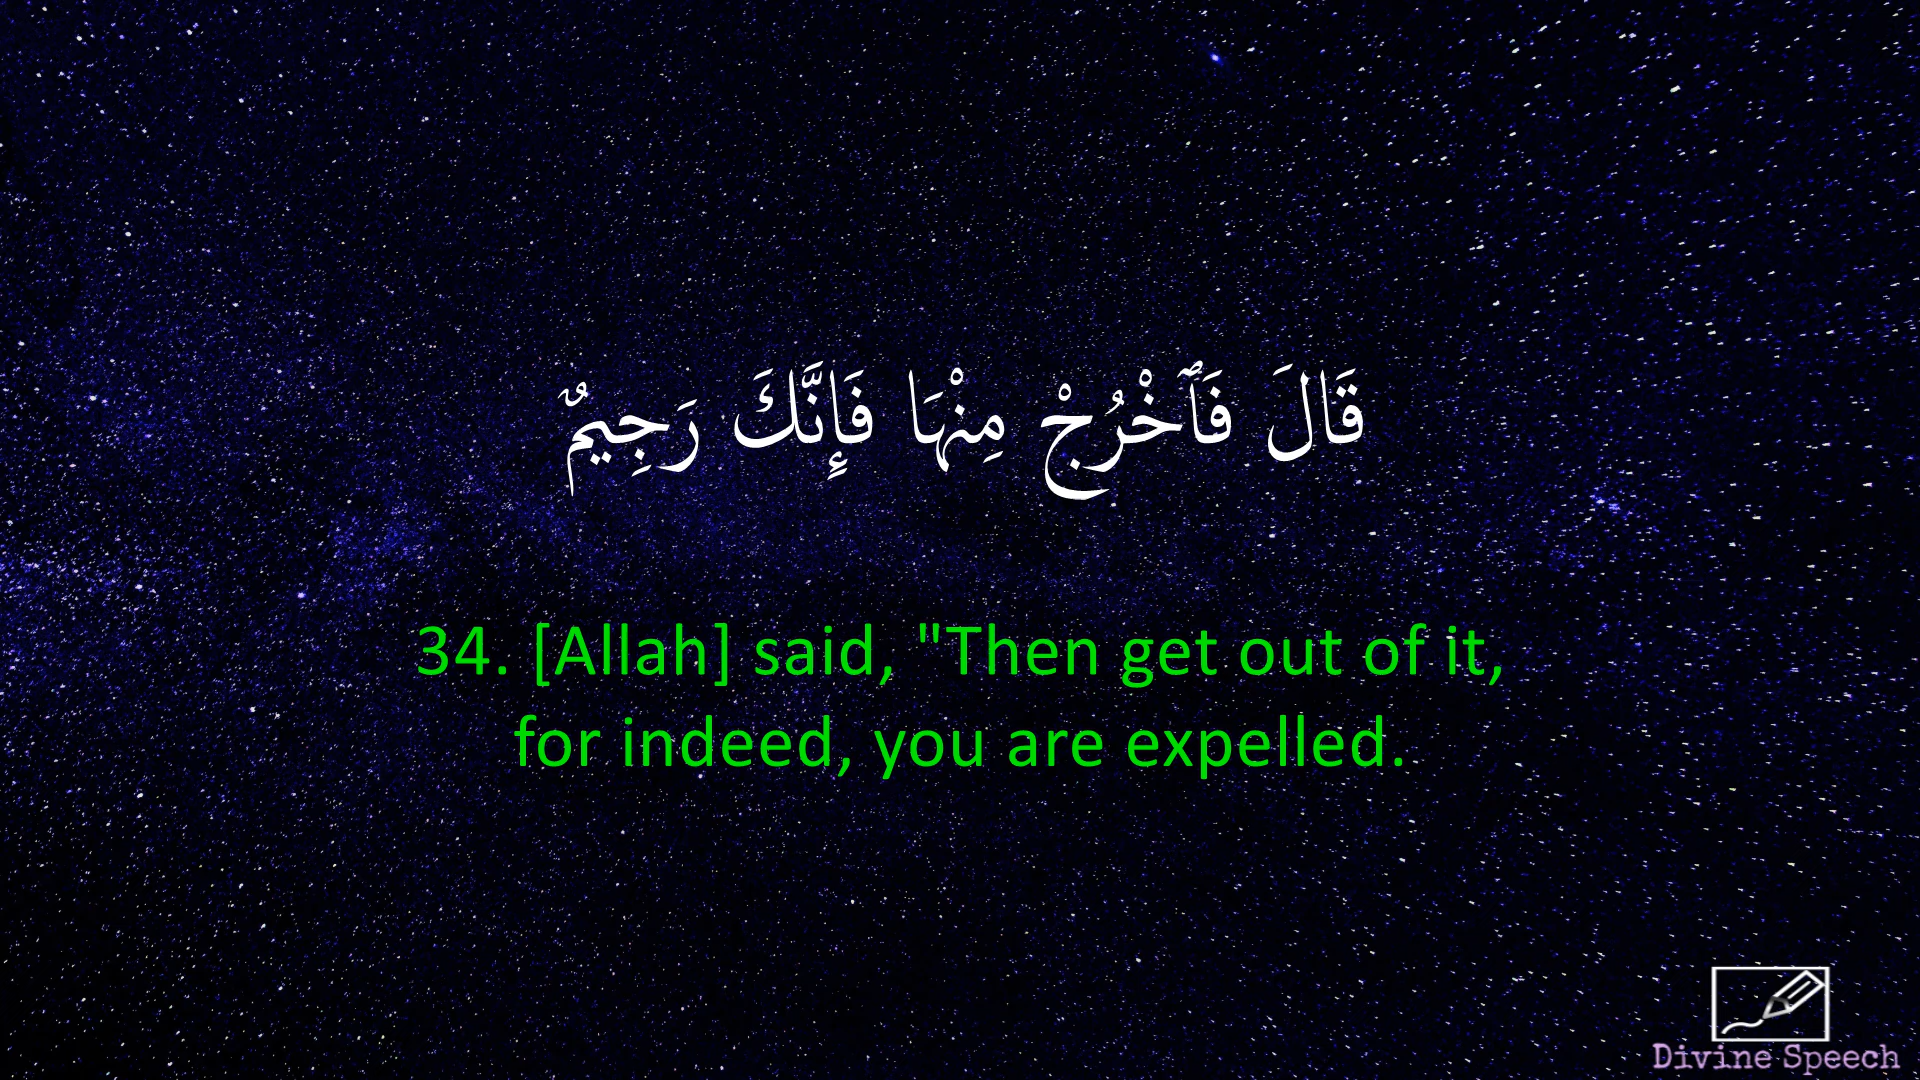 قَالَ فَٱخْرُجْ مِنْهَا فَإِنَّكَ رَجِيمٌ
34. [Allah] said, "Then get out of it,
for indeed, you are expelled.
Divine Speech